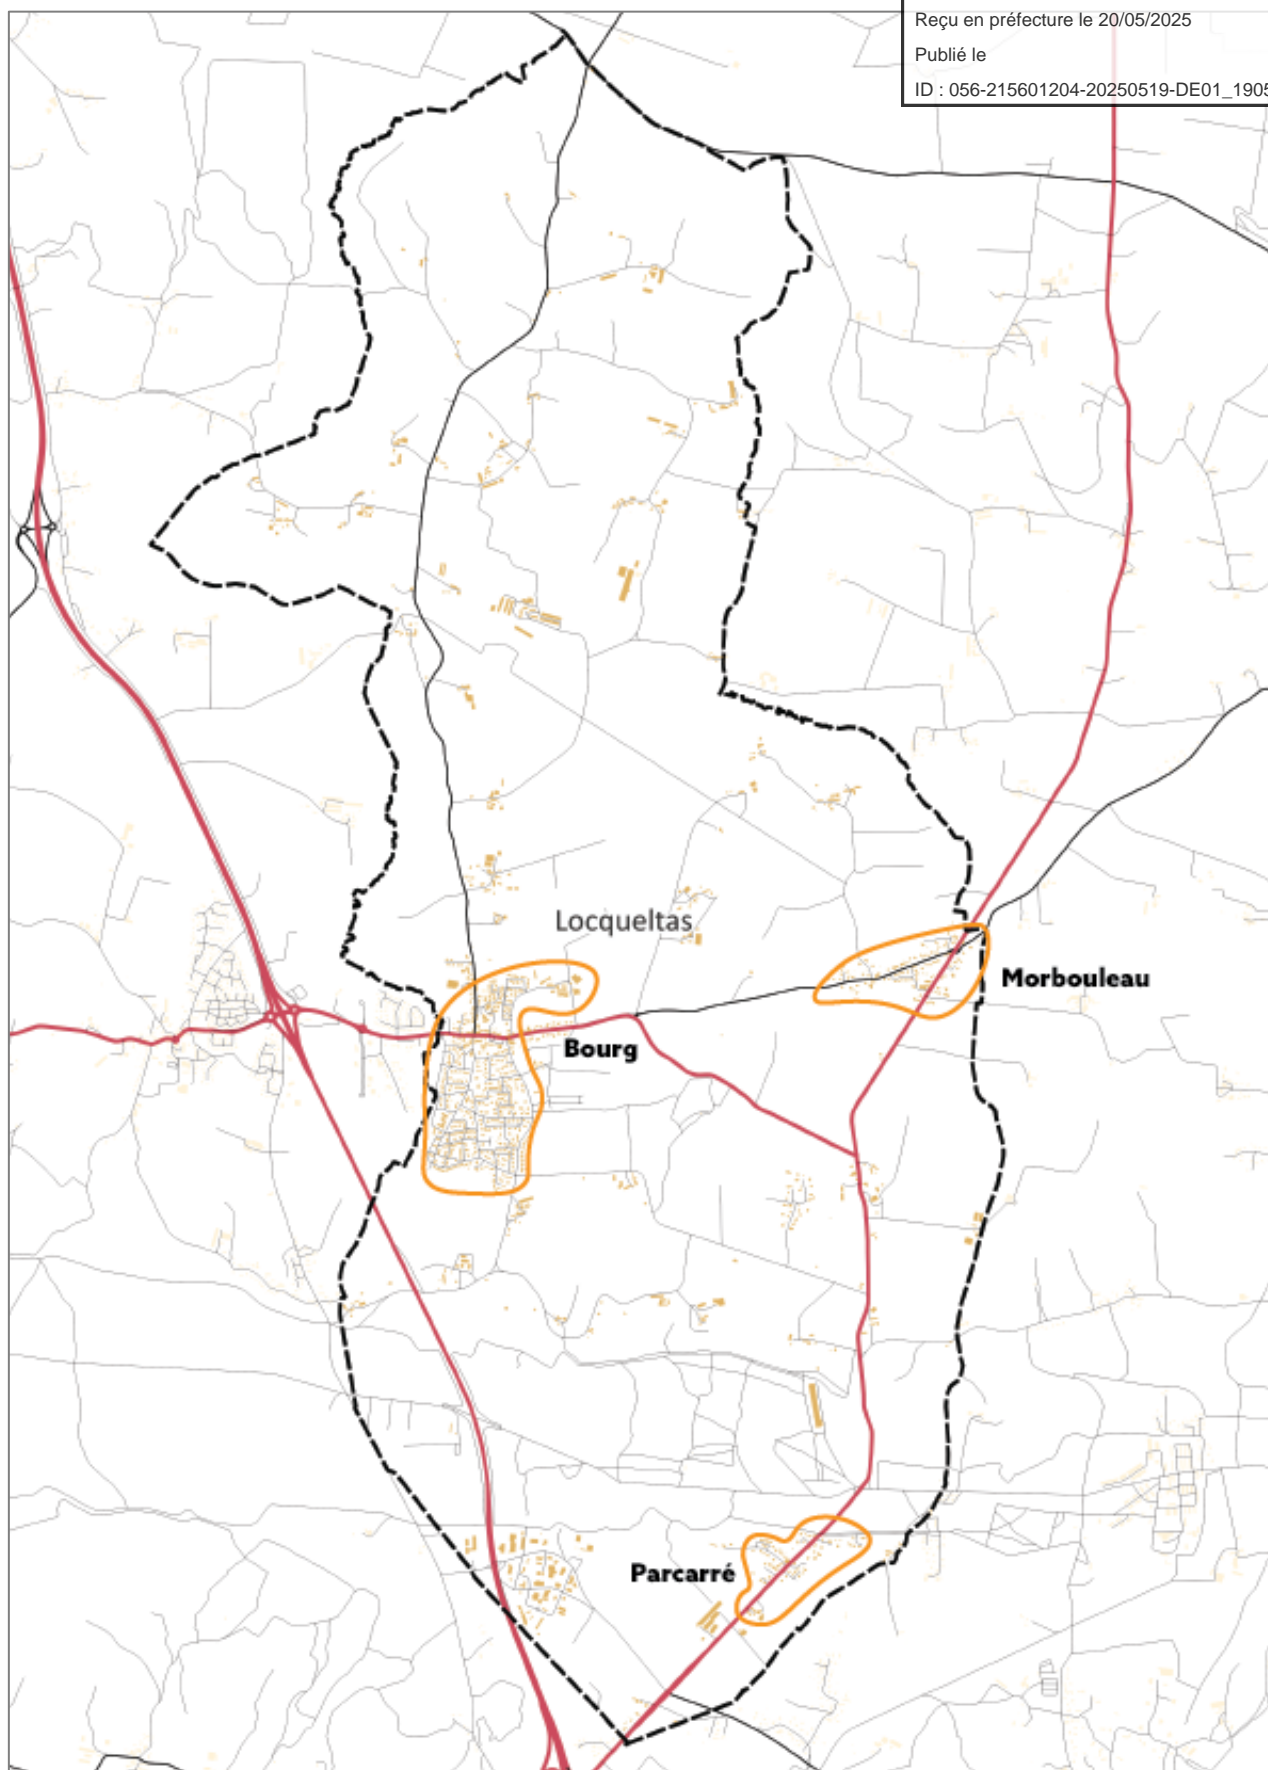 Reçu en préfecture le 20/05/2025
Publié le
ID : 056-215601204-20250519-DE01_1905
Locqueltas
Morbouleau
Bourg
Parcarré